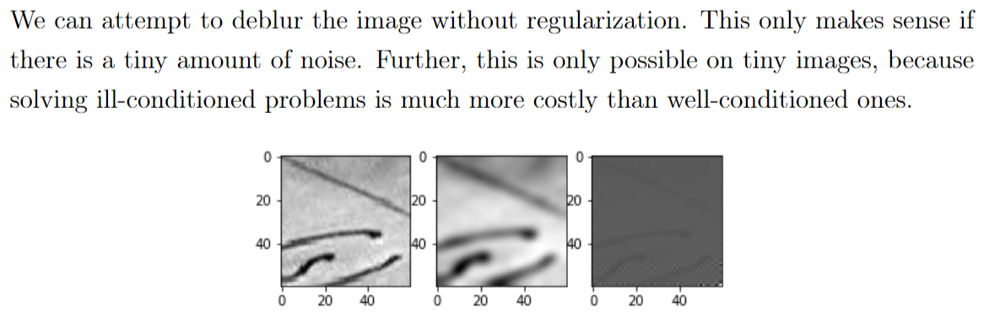 We can attempt to deblur the image without regularization. This only makes sense if
there is a tiny amount of noise. Further, this is only possible on tiny images, because
solving ill-conditioned problems is much more costly than well-conditioned ones.
0 0 0
20 20 20
40 40 40
0 20 40 0 20 40 0 20 40